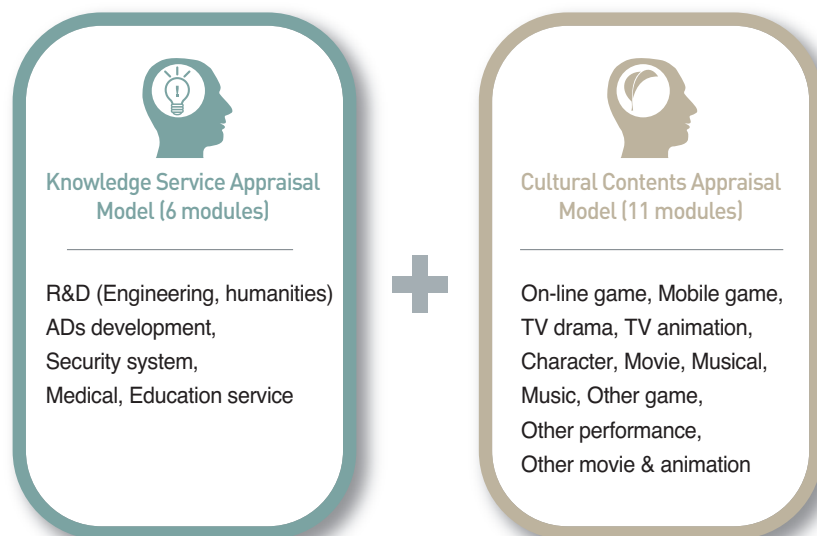 Knowledge Service Appraisal
Model (6 modules)
R&D (Engineering, humanities)
ADs development,
Security system,
Medical, Education service
Cultural Contents Appraisal
Model (11 modules)
On-line game, Mobile game,
TV drama, TV animation,
Character, Movie, Musical,
Music, Other game,
Other performance,
Other movie & animation